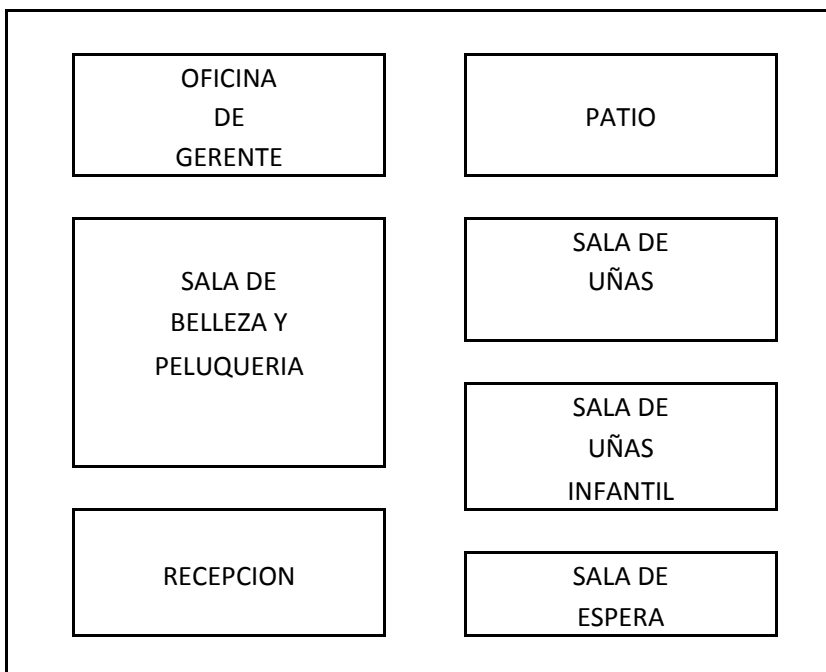 OFICINA
DE
GERENTE
PATIO
SALA DE
BELLEZA Y
PELUQUERIA
SALA DE
UÑAS
SALA DE
UÑAS
INFANTIL
RECEPCION
SALA DE
ESPERA